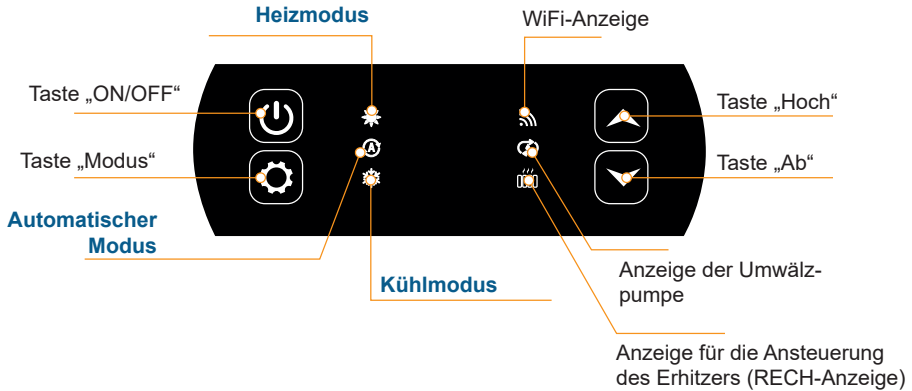 Heizmodus
WiFi-Anzeige
Taste „ON/OFF“
Taste „Hoch“
Taste „Modus“
Taste „Ab“
Automatischer
Modus
Kühlmodus
Anzeige der Umwälz-
pumpe
Anzeige für die Ansteuerung
des Erhitzers (RECH-Anzeige)
A